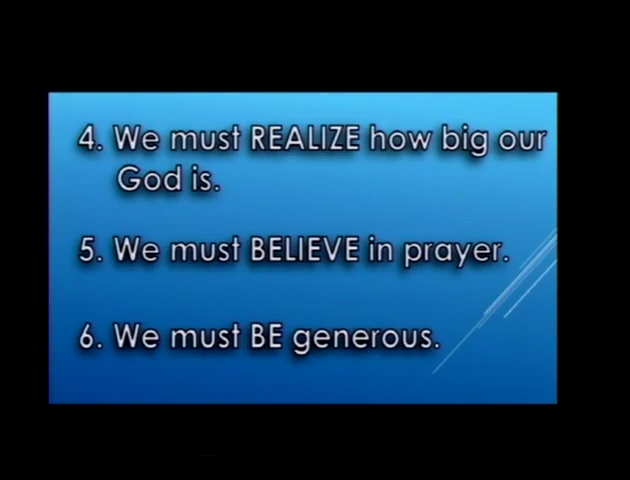 4. We must REALIZE how big our
God is.
5. We must BELIEVE in prayer.
6. We must BE generous.